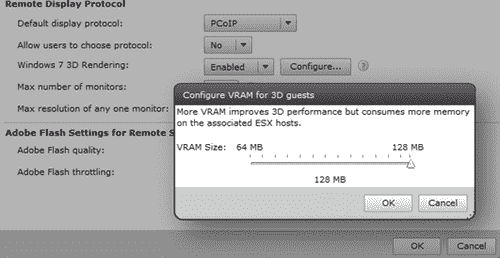 Remote Display Protocol
Default display protocol: PCoIP
Allow users to choose protocol: No
Windows 7 3D Rendering: Enabled Configure... ?
Max number of monitors:
Max resolution of any one monitor:
Adobe Flash Settings for Remote S
Adobe Flash quality:
Adobe Flash throttling:
Configure VRAM for 3D guests
More VRAM improves 3D performance but consumes more memory
on the associated ESX hosts.
VRAM Size: 64 MB 128 MB
128 MB
OK Cancel
OK Cancel